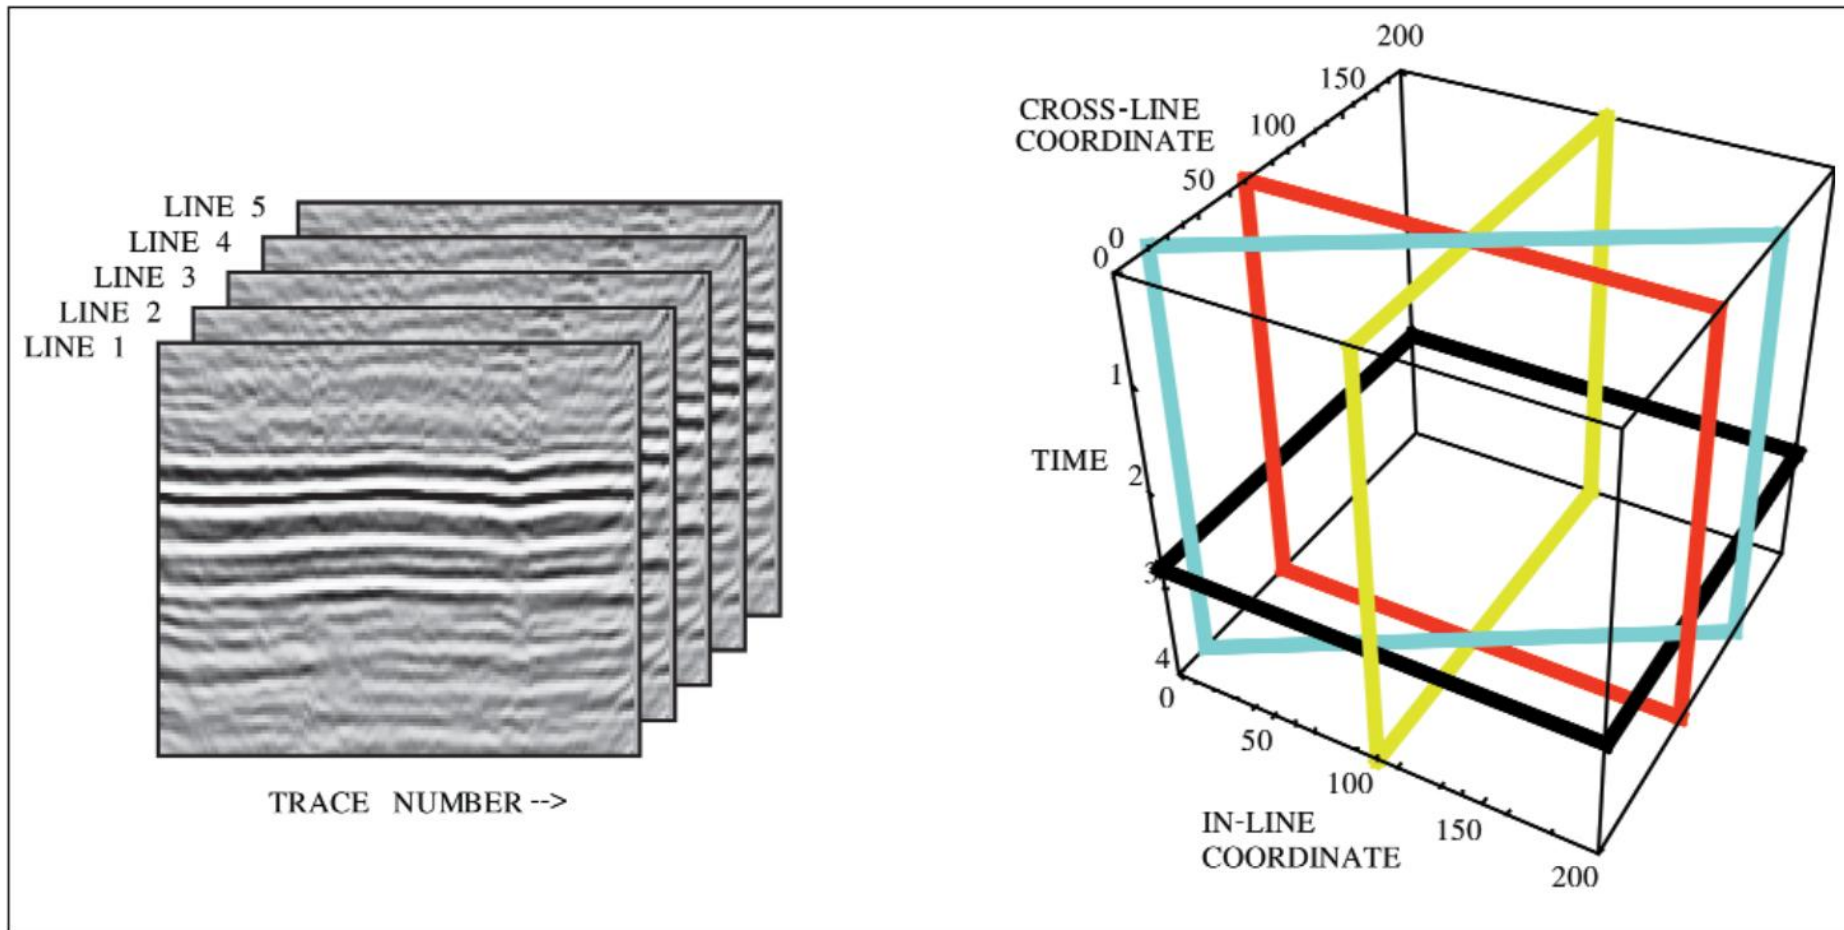 LINE 5
LINE 4
LINE 3
LINE 2
LINE 1
TRACE NUMBER -->
200
150
CROSS-LINE
COORDINATE
100
50
0
0
1
TIME
2
3
4
0
50
100
150
200
IN-LINE
COORDINATE